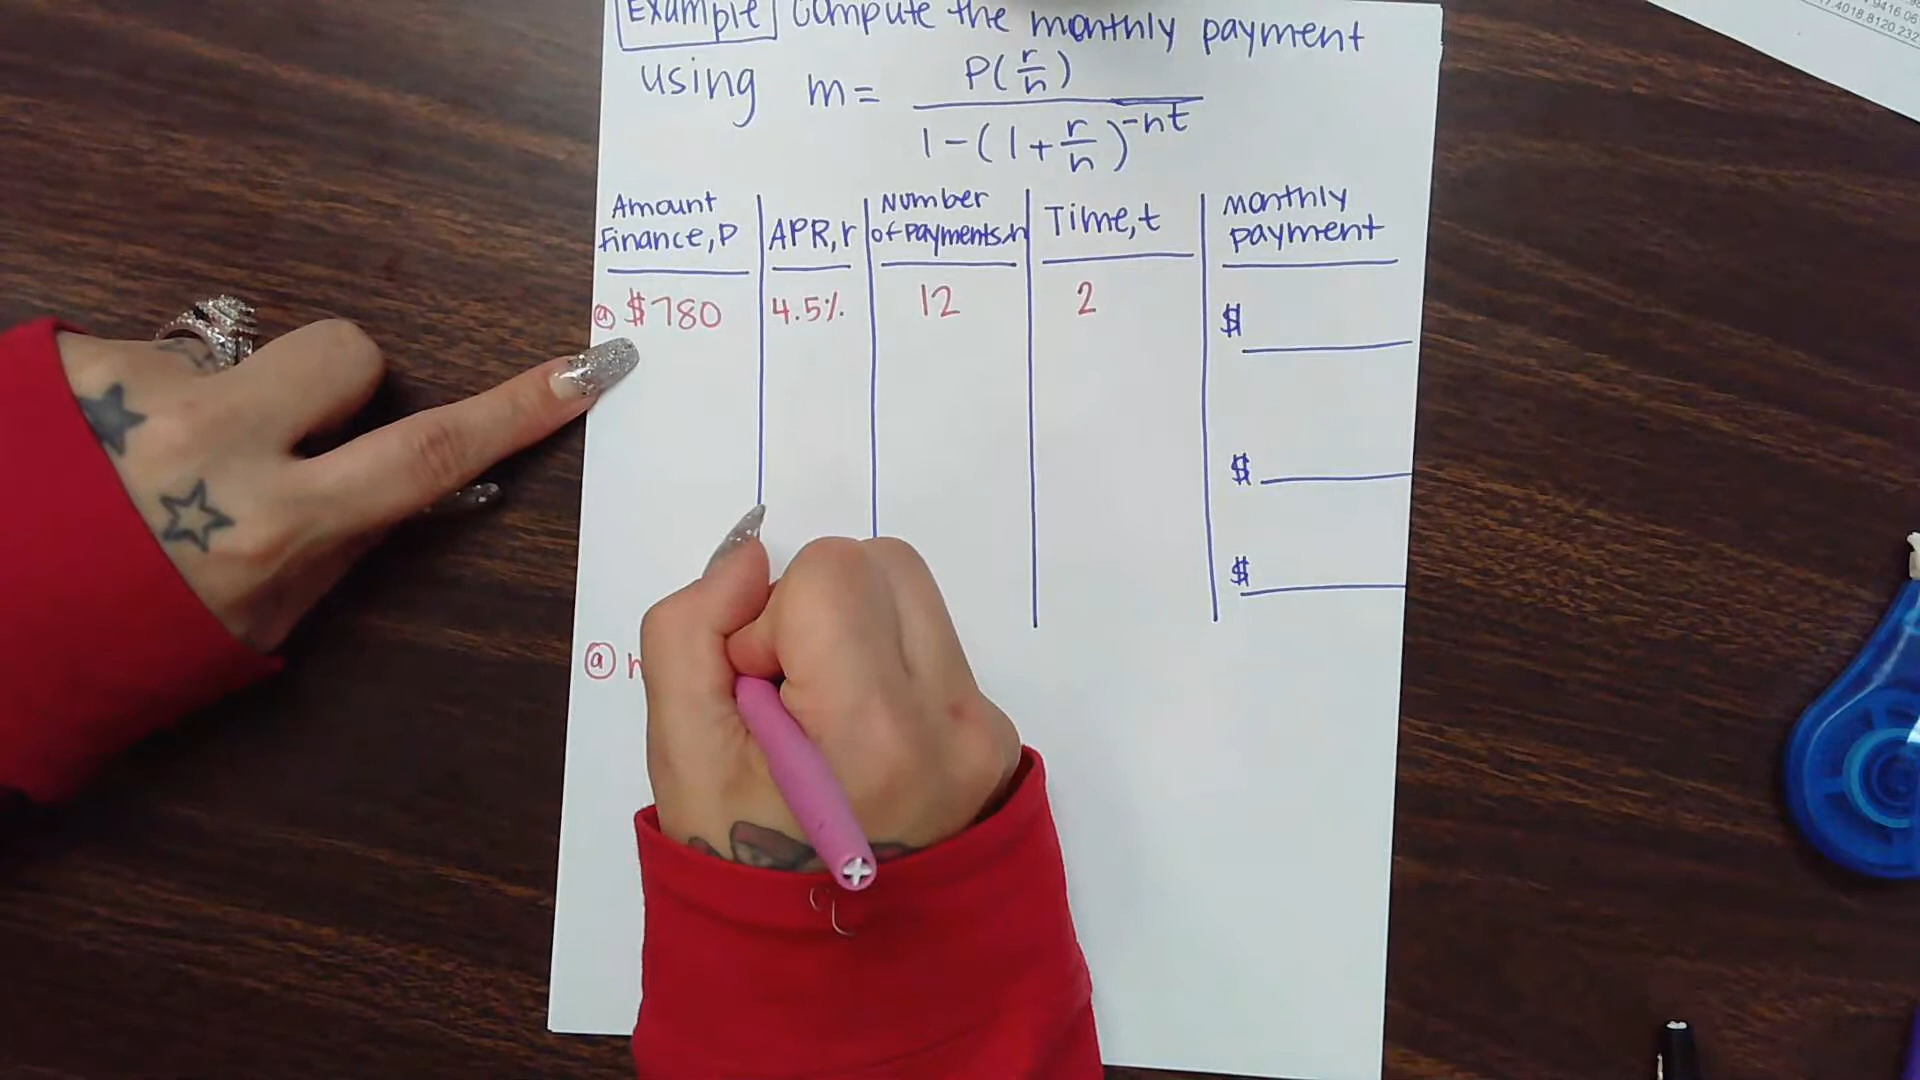 Example Compute the monthly payment
using m = P(r/n) / 1-(1+r/n)^-nt
Amount Finance, P | APR, r | Number of Payments, n | Time, t | Monthly payment
ⓐ $780 | 4.5% | 12 | 2 | $
$
$
ⓐ